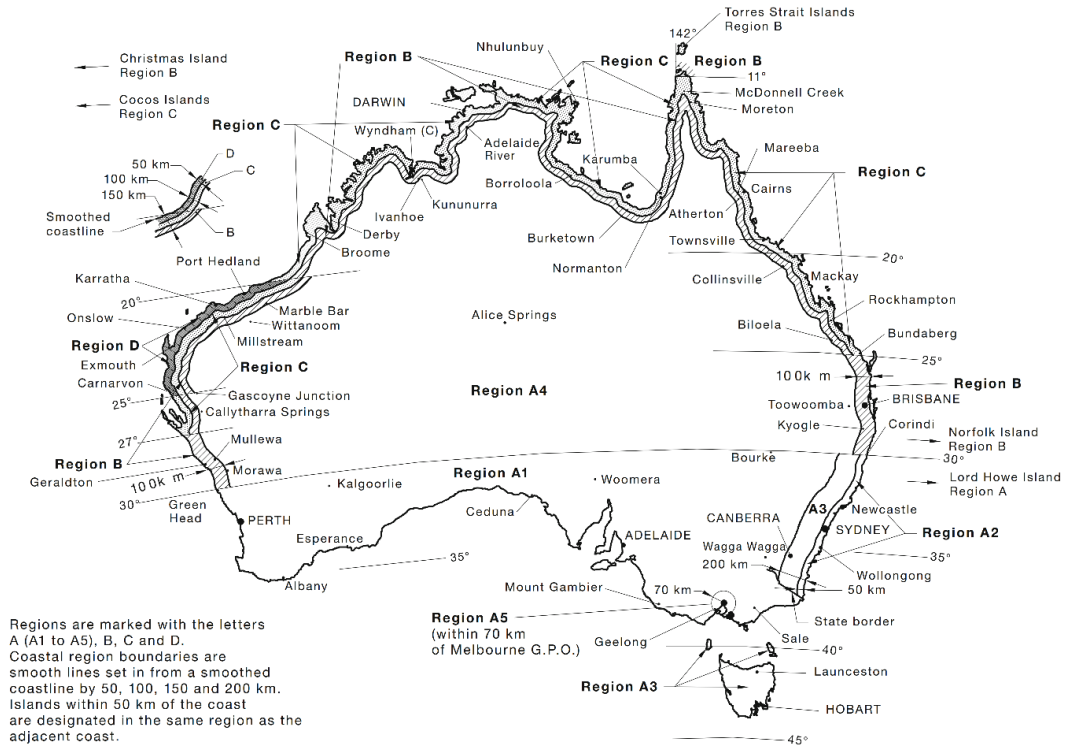 Torres Strait Islands
Region B
142°
Nhulunbuy
Christmas Island
Region B
Region B
Region C
Region B
11°
McDonnell Creek
Cocos Islands
Region C
DARWIN
Moreton
Region C
Wyndham (C)
D
50 km
C
100 km
150 km
Adelaide
River
Karumba
Mareeba
Region C
Borroloola
Cairns
Smoothed
coastline
B
Ivanhoe
Kununurra
Atherton
Derby
Burketown
Townsville
Broome
Port Hedland
20°
Normanton
Collinsville
Mackay
Karratha
20°
Marble Bar
Wittanoom
Rockhampton
Onslow
Alice Springs
Biloela
Millstream
Bundaberg
Region D
Exmouth
25°
Region C
100k m
Region B
Carnarvon
Region A4
Gascoyne Junction
25°
Callytharra Springs
Toowoomba
BRISBANE
Kyogle
Corindi
27°
Mullewa
Norfolk Island
Region B
Region B
Bourke
30°
Geraldton
100k m
Morawa
Region A1
Woomera
Lord Howe Island
Region A
30°
Kalgoorlie
Green
Head
Ceduna
A3
Newcastle
PERTH
CANBERRA
SYDNEY
Region A2
Esperance
ADELAIDE
Wagga Wagga
35°
35°
200 km
Wollongong
Albany
Mount Gambier
70 km
50 km
Region A5
(within 70 km
of Melbourne G.P.O.)
State border
Geelong
Sale
40°
Launceston
Region A3
HOBART
45°
Regions are marked with the letters
A (A1 to A5), B, C and D.
Coastal region boundaries are
smooth lines set in from a smoothed
coastline by 50, 100, 150 and 200 km.
Islands within 50 km of the coast
are designated in the same region as the
adjacent coast.